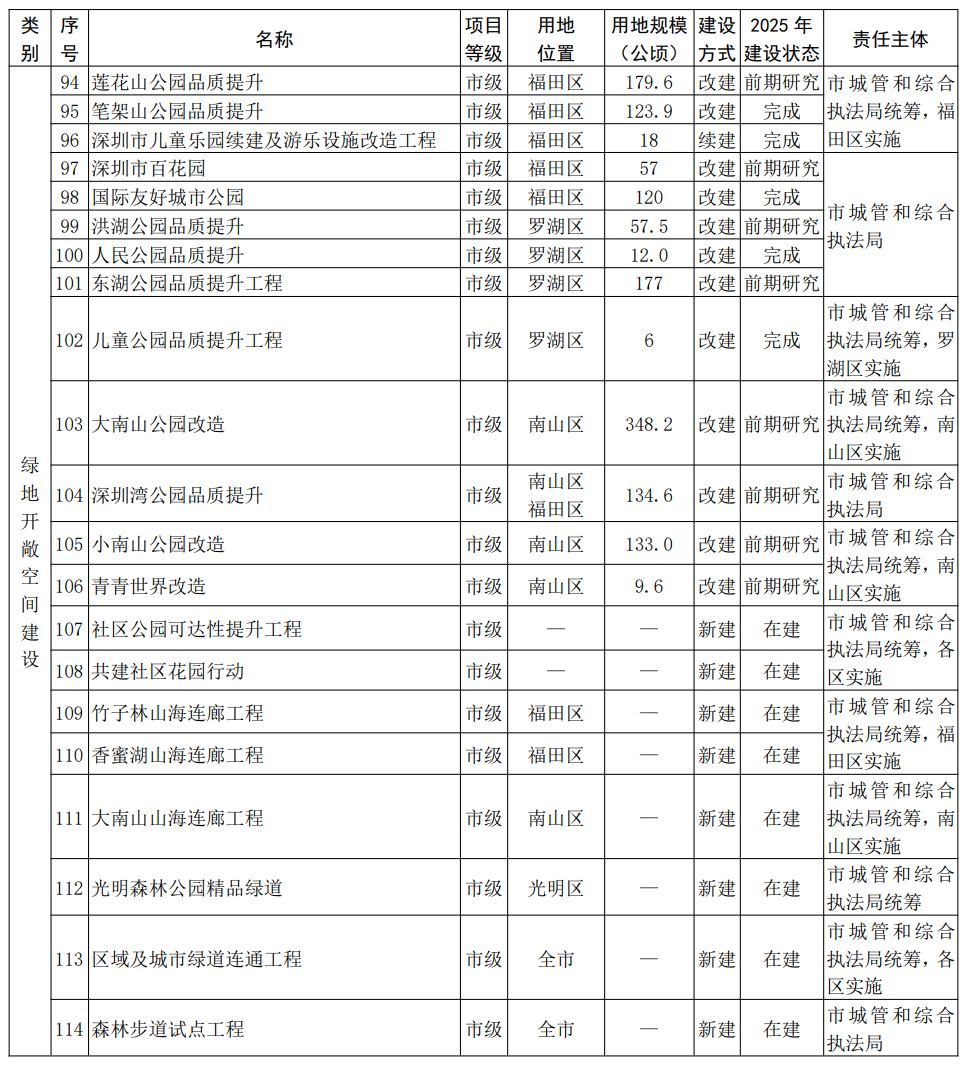 类别 序号 名称 项目等级 用地位置 用地规模（公顷） 建设方式 2025 年建设状态 责任主体
绿地开敞空间建设
94 莲花山公园品质提升 市级 福田区 179.6 改建 前期研究 市城管和综合执法局统筹，福田区实施
95 笔架山公园品质提升 市级 福田区 123.9 改建 完成
96 深圳市儿童乐园续建及游乐设施改造工程 市级 福田区 18 续建 完成
97 深圳市百花园 市级 福田区 57 改建 前期研究 市城管和综合执法局
98 国际友好城市公园 市级 福田区 120 改建 完成
99 洪湖公园品质提升 市级 罗湖区 57.5 改建 前期研究
100 人民公园品质提升 市级 罗湖区 12.0 改建 完成
101 东湖公园品质提升工程 市级 罗湖区 177 改建 前期研究
102 儿童公园品质提升工程 市级 罗湖区 6 改建 完成 市城管和综合执法局统筹，罗湖区实施
103 大南山公园改造 市级 南山区 348.2 改建 前期研究 市城管和综合执法局统筹，南山区实施
104 深圳湾公园品质提升 市级 南山区 福田区 134.6 改建 前期研究 市城管和综合执法局
105 小南山公园改造 市级 南山区 133.0 改建 前期研究 市城管和综合执法局统筹，南山区实施
106 青青世界改造 市级 南山区 9.6 改建 前期研究
107 社区公园可达性提升工程 市级 — — 新建 在建 市城管和综合执法局统筹，各区实施
108 共建社区花园行动 市级 — — 新建 在建
109 竹子林山海连廊工程 市级 福田区 — 新建 在建 市城管和综合执法局统筹，福田区实施
110 香蜜湖山海连廊工程 市级 福田区 — 新建 在建
111 大南山山海连廊工程 市级 南山区 — 新建 在建 市城管和综合执法局统筹，南山区实施
112 光明森林公园精品绿道 市级 光明区 — 新建 在建 市城管和综合执法局统筹
113 区域及城市绿道连通工程 市级 全市 — 新建 在建 市城管和综合执法局统筹，各区实施
114 森林步道试点工程 市级 全市 — 新建 在建 市城管和综合执法局